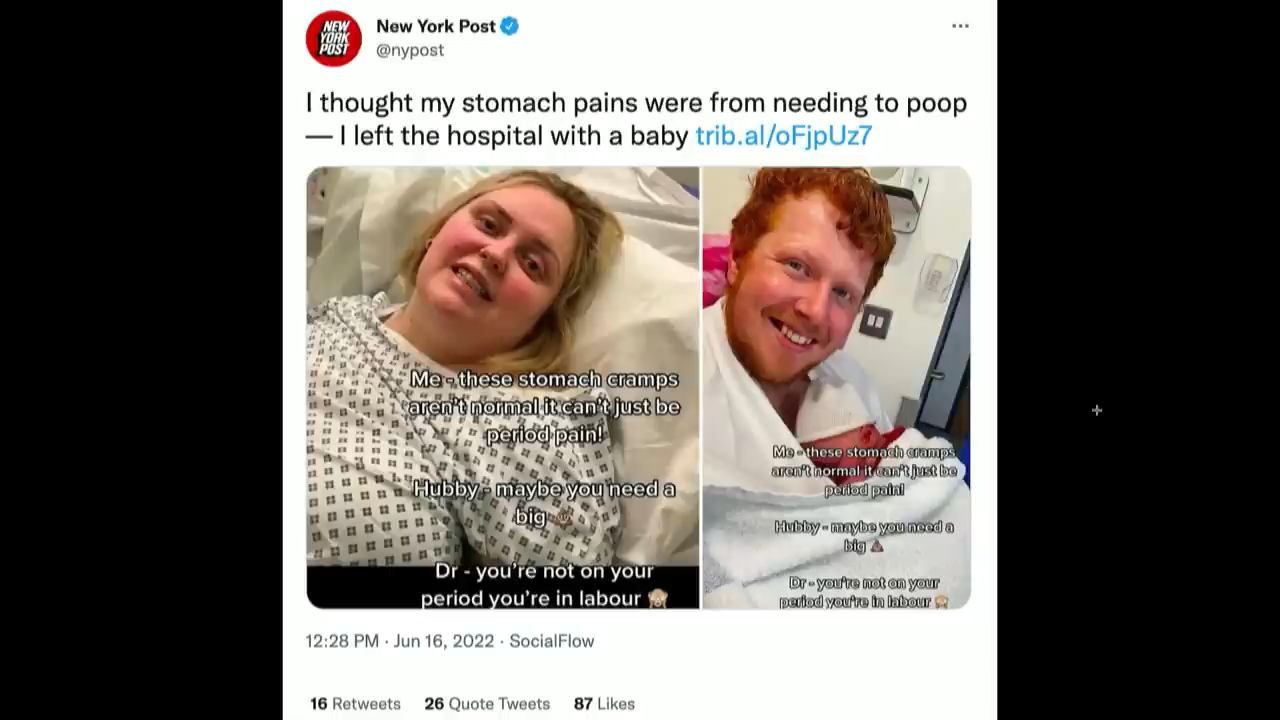 NEW
YORK
POST
New York Post
@nypost
I thought my stomach pains were from needing to poop
— I left the hospital with a baby trib.al/oFjpUz7
Me - these stomach cramps
aren't normal it can't just be
period pain!
Hubby - maybe you need a
big 💩
Dr - you're not on your
period you're in labour 🙈
Me - these stomach cramps
aren't normal it can't just be
period pain!
Hubby - maybe you need a
big 💩
Dr - you're not on your
period you're in labour 🙈
12:28 PM · Jun 16, 2022 · SocialFlow
16 Retweets 26 Quote Tweets 87 Likes